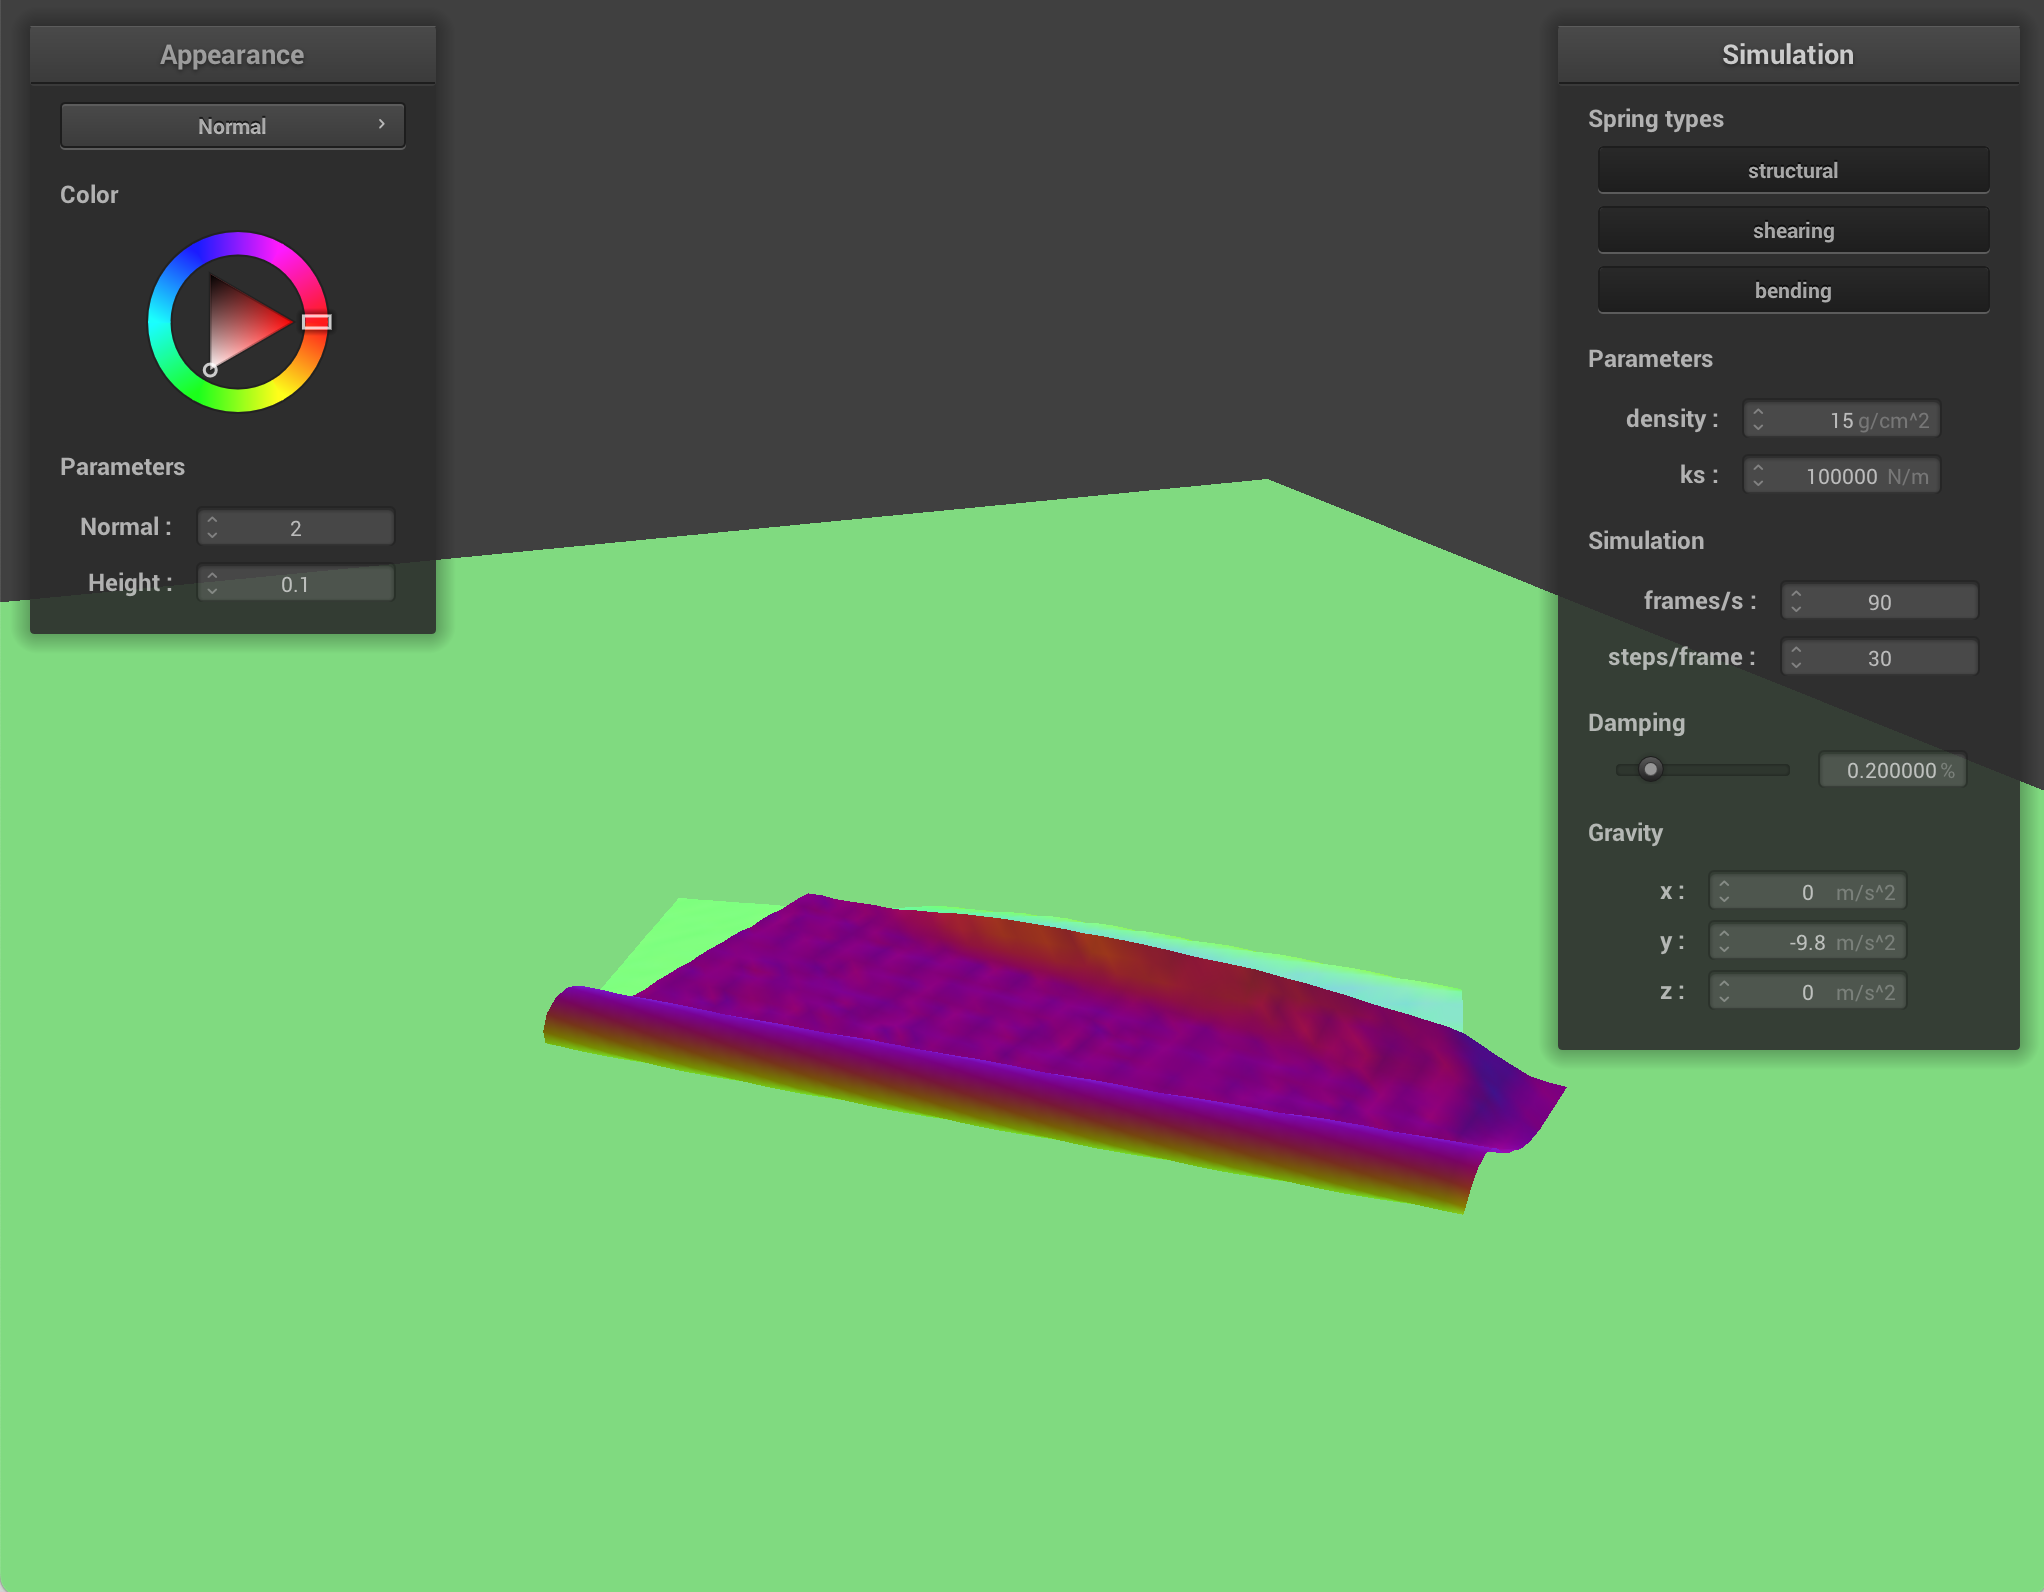 Appearance
Normal
Color
Parameters
Normal : 2
Height : 0.1
Simulation
Spring types
structural
shearing
bending
Parameters
density : 15 g/cm^2
ks : 100000 N/m
Simulation
frames/s : 90
steps/frame : 30
Damping
0.200000 %
Gravity
x : 0 m/s^2
y : -9.8 m/s^2
z : 0 m/s^2